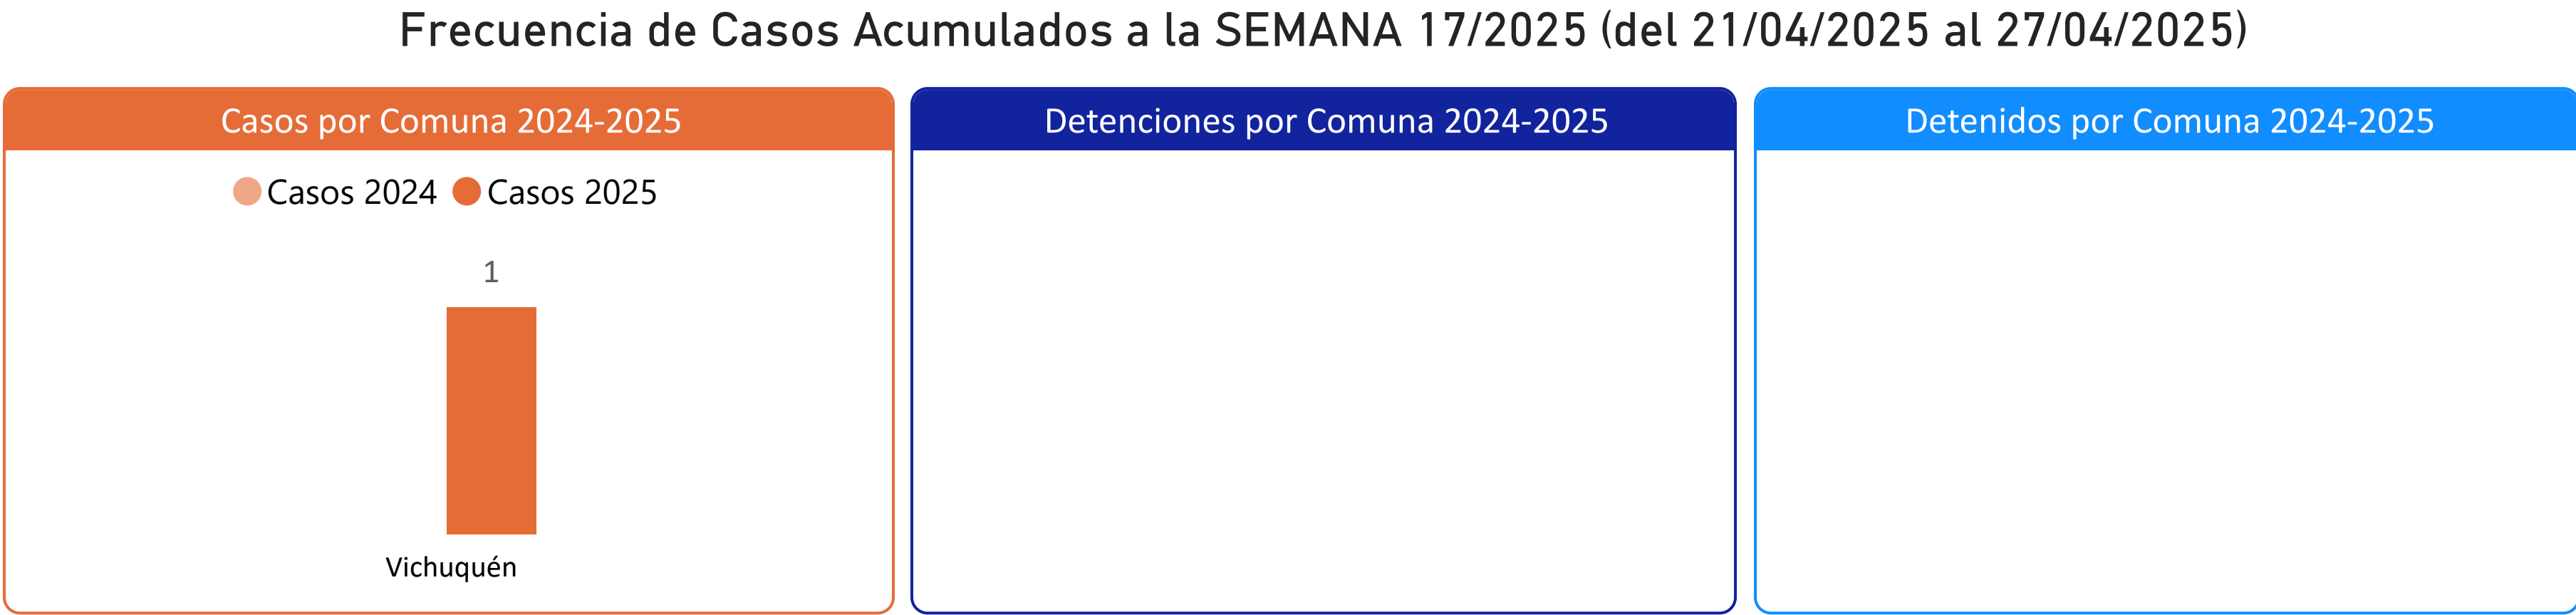 Frecuencia de Casos Acumulados a la SEMANA 17/2025 (del 21/04/2025 al 27/04/2025)
Casos por Comuna 2024-2025
Casos 2024 Casos 2025
1
Vichuquén
Detenciones por Comuna 2024-2025
Detenidos por Comuna 2024-2025